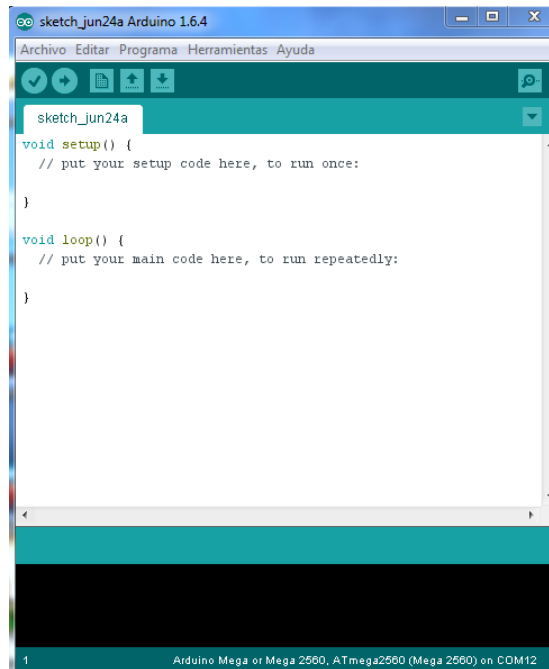 sketch_jun24a Arduino 1.6.4
Archivo Editar Programa Herramientas Ayuda
sketch_jun24a
void setup() {
  // put your setup code here, to run once:
}
void loop() {
  // put your main code here, to run repeatedly:
}
1 Arduino Mega or Mega 2560, ATmega2560 (Mega 2560) on COM12